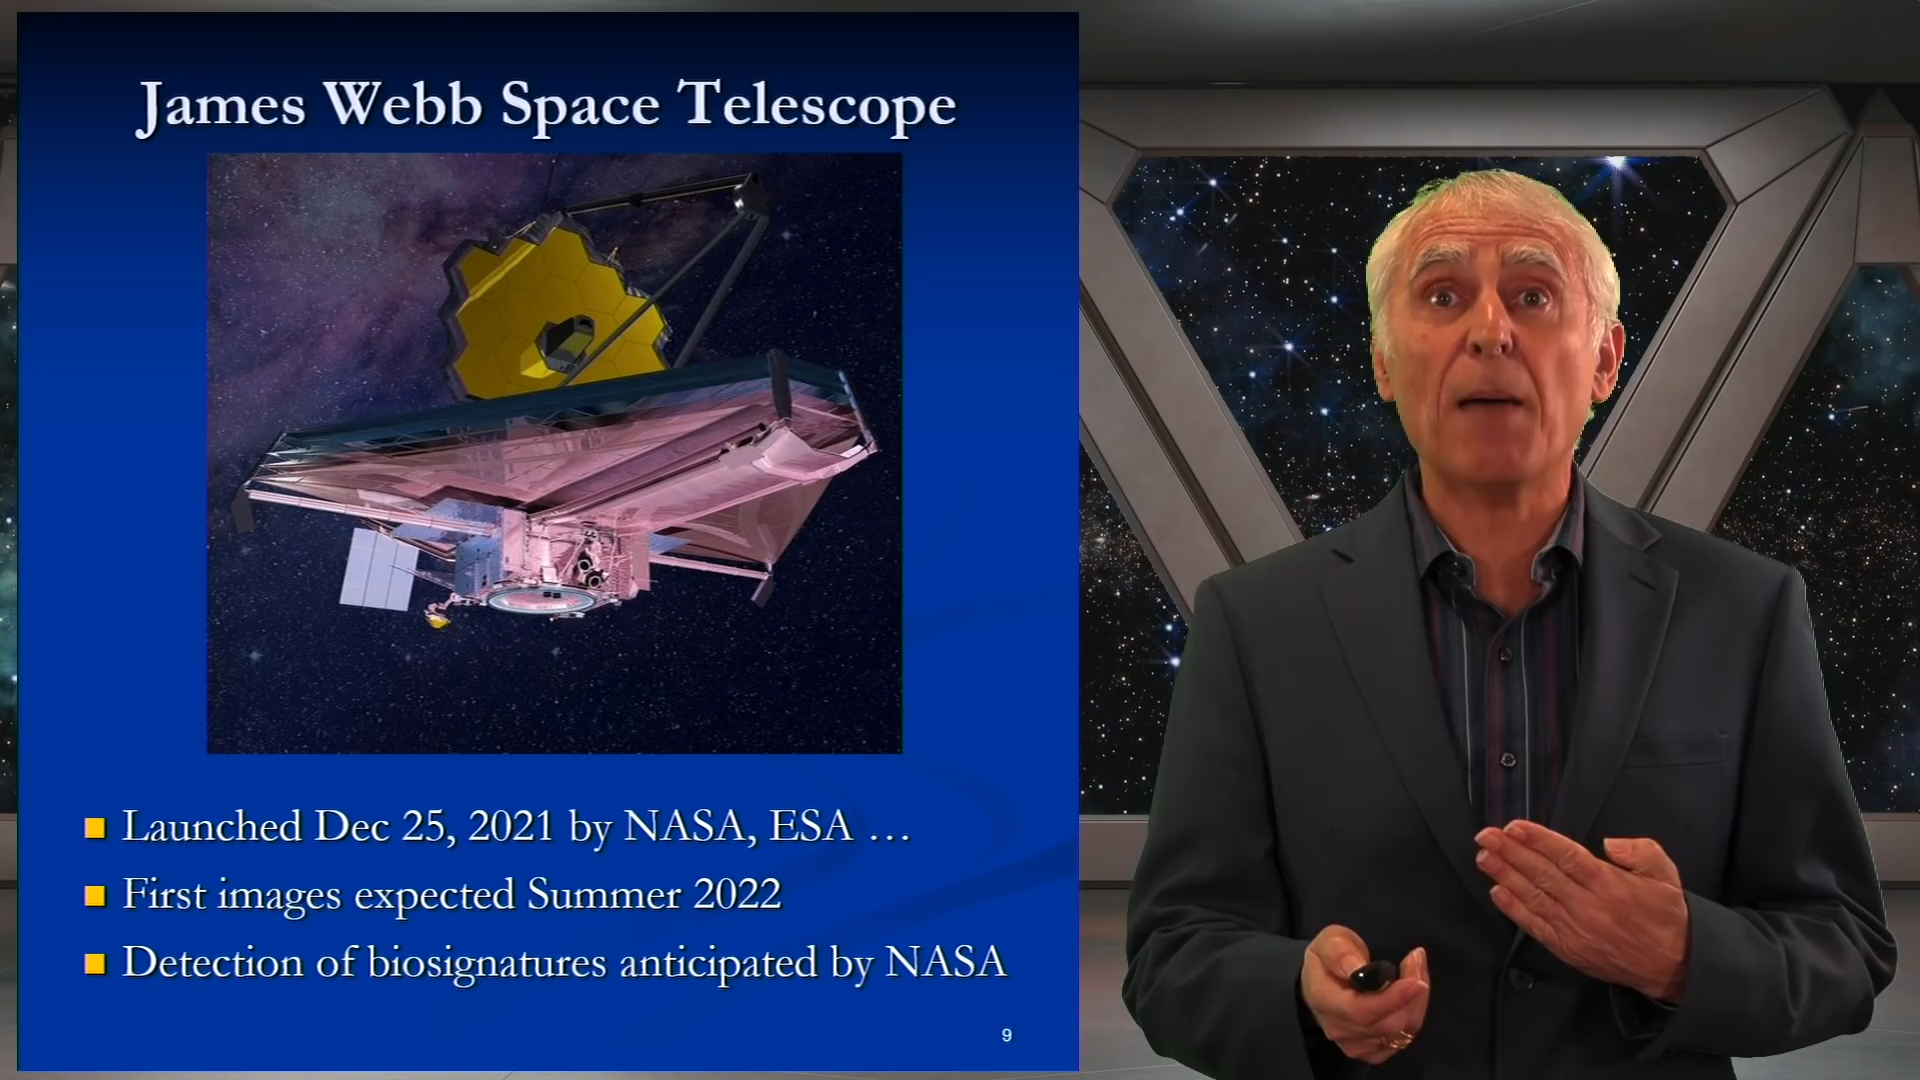 James Webb Space Telescope
Launched Dec 25, 2021 by NASA, ESA …
First images expected Summer 2022
Detection of biosignatures anticipated by NASA
9